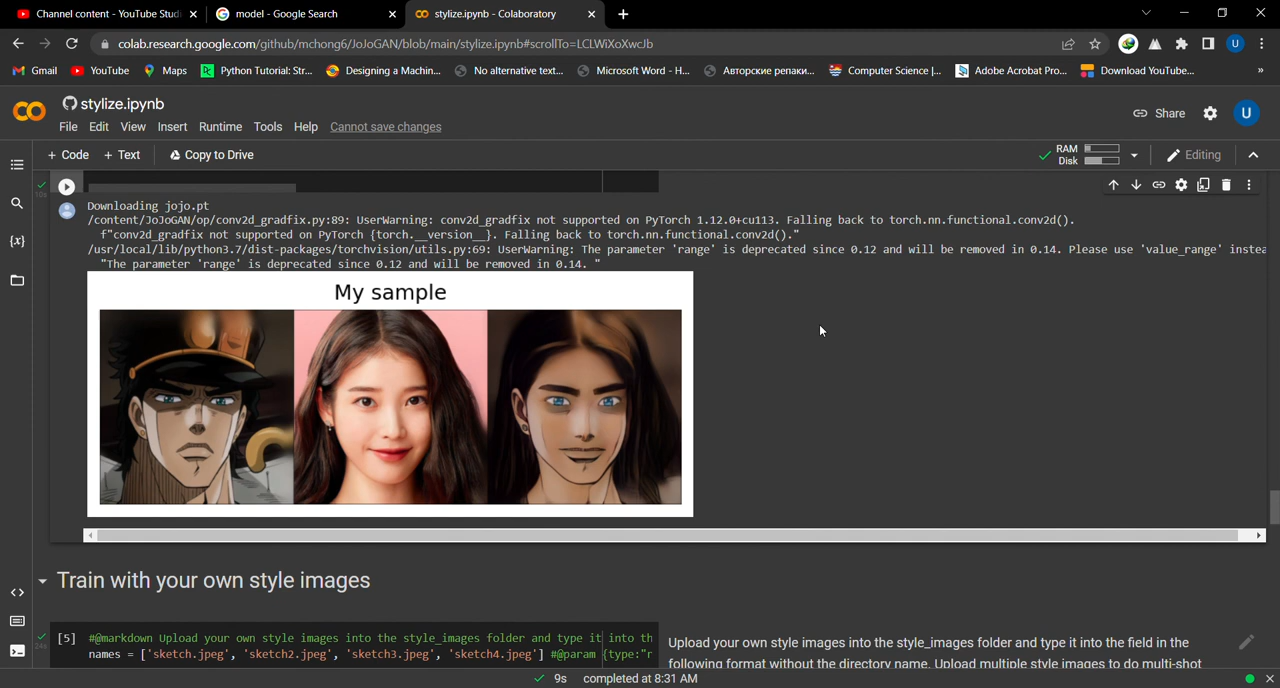 Channel content - YouTube Studi
model - Google Search
stylize.ipynb - Colaboratory
colab.research.google.com/github/mchong6/JoJoGAN/blob/main/stylize.ipynb#scrollTo=LCLWiXoXwcJb
U
Gmail
YouTube
Maps
Python Tutorial: Str...
Designing a Machin...
No alternative text...
Microsoft Word - H...
Авторские репаки...
Computer Science |...
Adobe Acrobat Pro...
Download YouTube...
»
stylize.ipynb
File Edit View Insert Runtime Tools Help Cannot save changes
Share
U
+ Code + Text Copy to Drive
RAM
Disk
Editing
Downloading jojo.pt
/content/JoJoGAN/op/conv2d_gradfix.py:89: UserWarning: conv2d_gradfix not supported on PyTorch 1.12.0+cu113. Falling back to torch.nn.functional.conv2d().
f"conv2d_gradfix not supported on PyTorch {torch.__version__}. Falling back to torch.nn.functional.conv2d()."
/usr/local/lib/python3.7/dist-packages/torchvision/utils.py:69: UserWarning: The parameter 'range' is deprecated since 0.12 and will be removed in 0.14. Please use 'value_range' instea
"The parameter 'range' is deprecated since 0.12 and will be removed in 0.14. "
My sample
Train with your own style images
[5] #@markdown Upload your own style images into the style_images folder and type it into th
names = ['sketch.jpeg', 'sketch2.jpeg', 'sketch3.jpeg', 'sketch4.jpeg'] #@param {type:"r
Upload your own style images into the style_images folder and type it into the field in the
following format without the directory name. Upload multiple style images to do multi-shot
9s completed at 8:31 AM